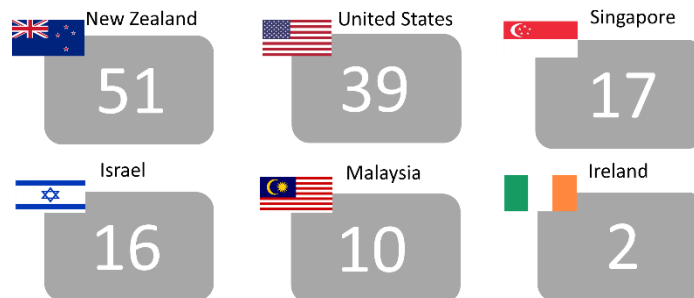 New Zealand
United States
Singapore
51
39
17
Israel
Malaysia
Ireland
16
10
2